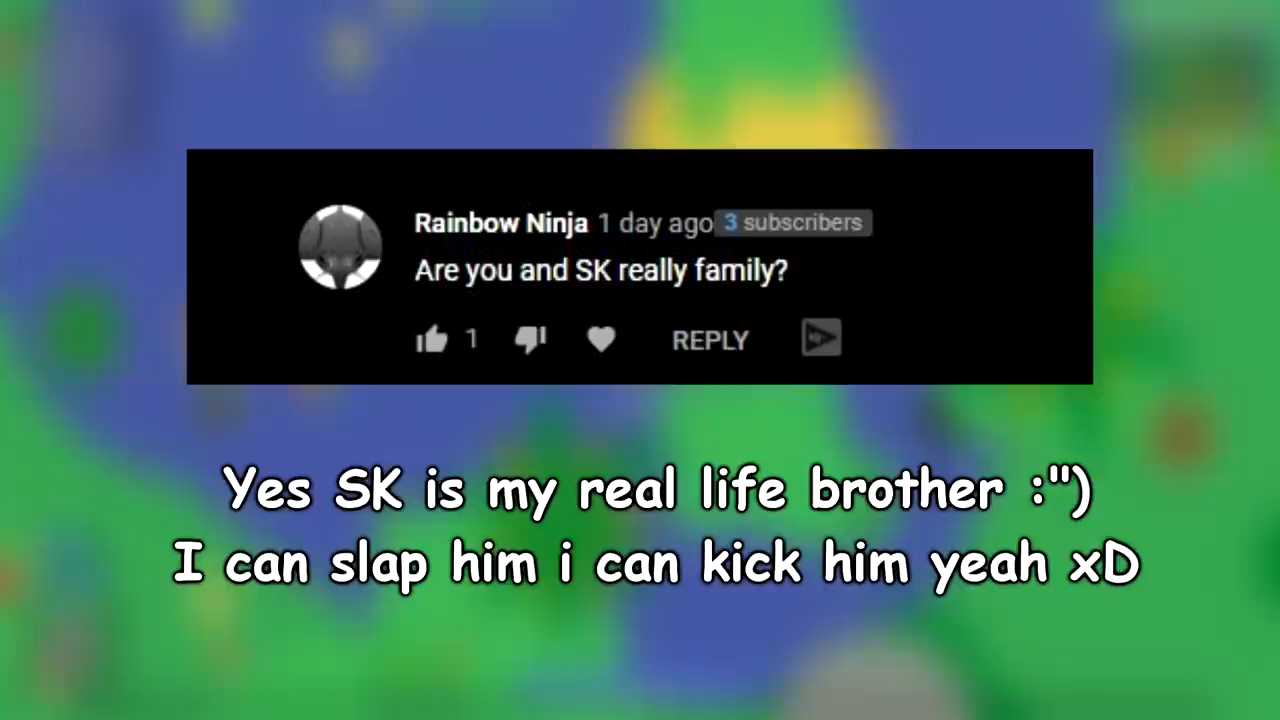 Rainbow Ninja 1 day ago 3 subscribers
Are you and SK really family?
1 REPLY
Yes SK is my real life brother :")
I can slap him i can kick him yeah xD